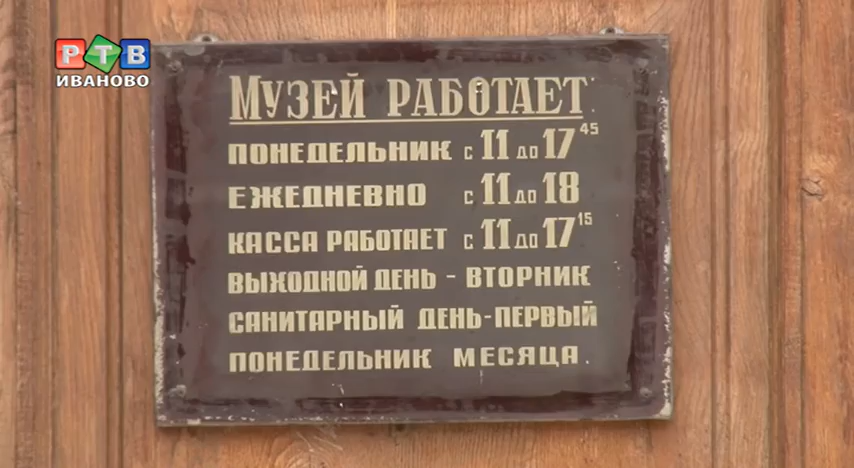 РТВ
ИВАНОВО
МУЗЕЙ РАБОТАЕТ
ПОНЕДЕЛЬНИК с 11 до 17 45
ЕЖЕДНЕВНО с 11 до 18
КАССА РАБОТАЕТ с 11 до 17 15
ВЫХОДНОЙ ДЕНЬ - ВТОРНИК
САНИТАРНЫЙ ДЕНЬ - ПЕРВЫЙ
ПОНЕДЕЛЬНИК МЕСЯЦА.